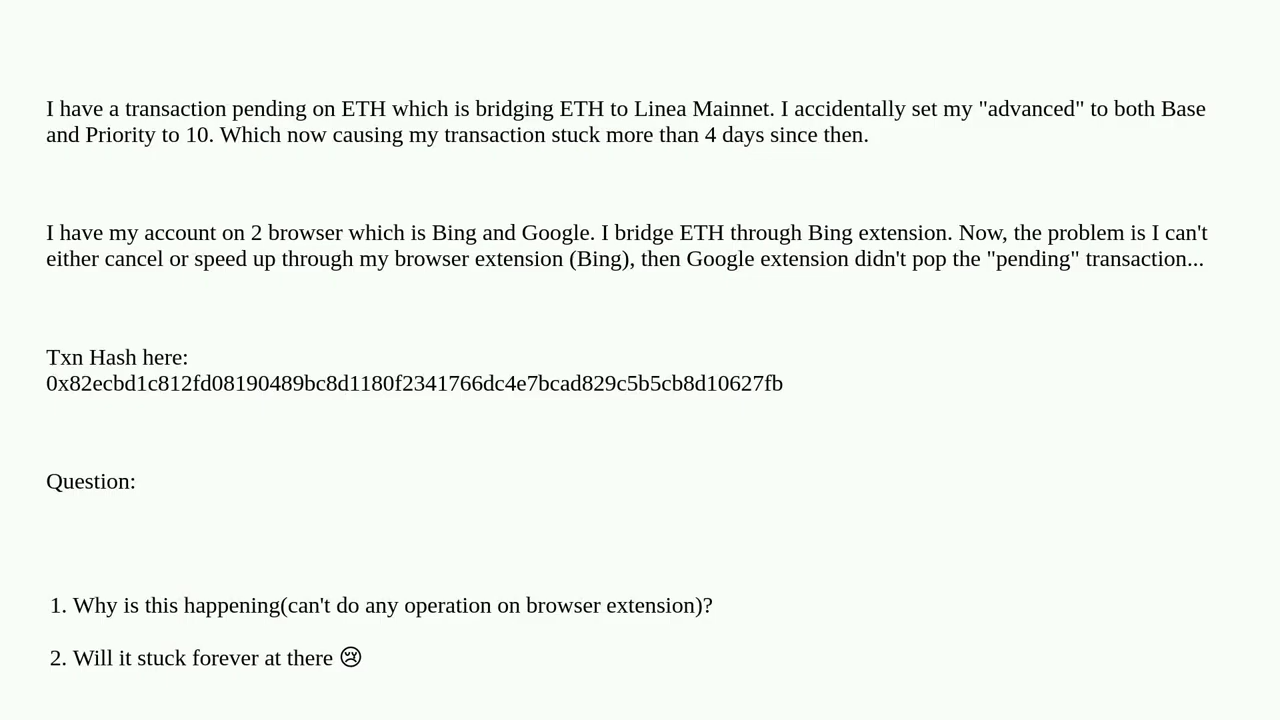 I have a transaction pending on ETH which is bridging ETH to Linea Mainnet. I accidentally set my "advanced" to both Base
and Priority to 10. Which now causing my transaction stuck more than 4 days since then.
I have my account on 2 browser which is Bing and Google. I bridge ETH through Bing extension. Now, the problem is I can't
either cancel or speed up through my browser extension (Bing), then Google extension didn't pop the "pending" transaction...
Txn Hash here:
0x82ecbd1c812fd08190489bc8d1180f2341766dc4e7bcad829c5b5cb8d10627fb
Question:
1. Why is this happening(can't do any operation on browser extension)?
2. Will it stuck forever at there 😢